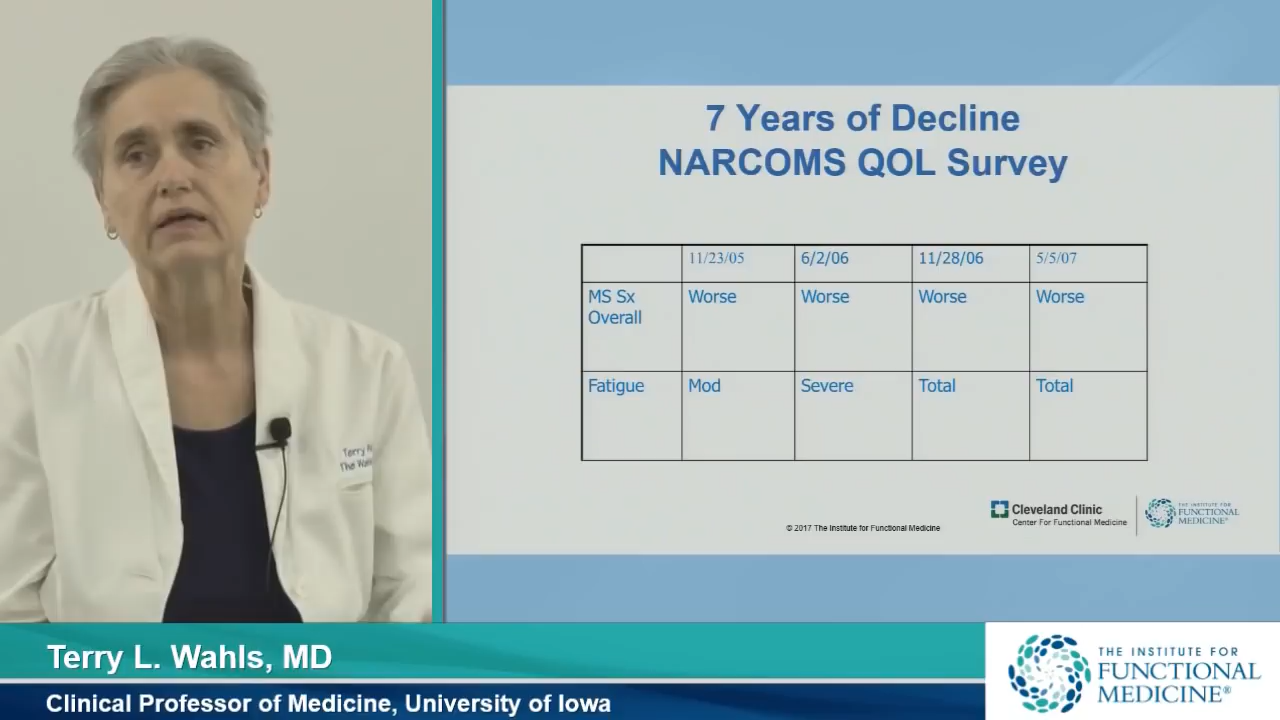 7 Years of Decline
NARCOMS QOL Survey
11/23/05 6/2/06 11/28/06 5/5/07
MS Sx Worse Worse Worse Worse
Overall
Fatigue Mod Severe Total Total
Terry
The
Cleveland Clinic
Center For Functional Medicine
THE INSTITUTE FOR
FUNCTIONAL
MEDICINE®
© 2017 The Institute for Functional Medicine
Terry L. Wahls, MD
Clinical Professor of Medicine, University of Iowa
THE INSTITUTE FOR
FUNCTIONAL
MEDICINE®